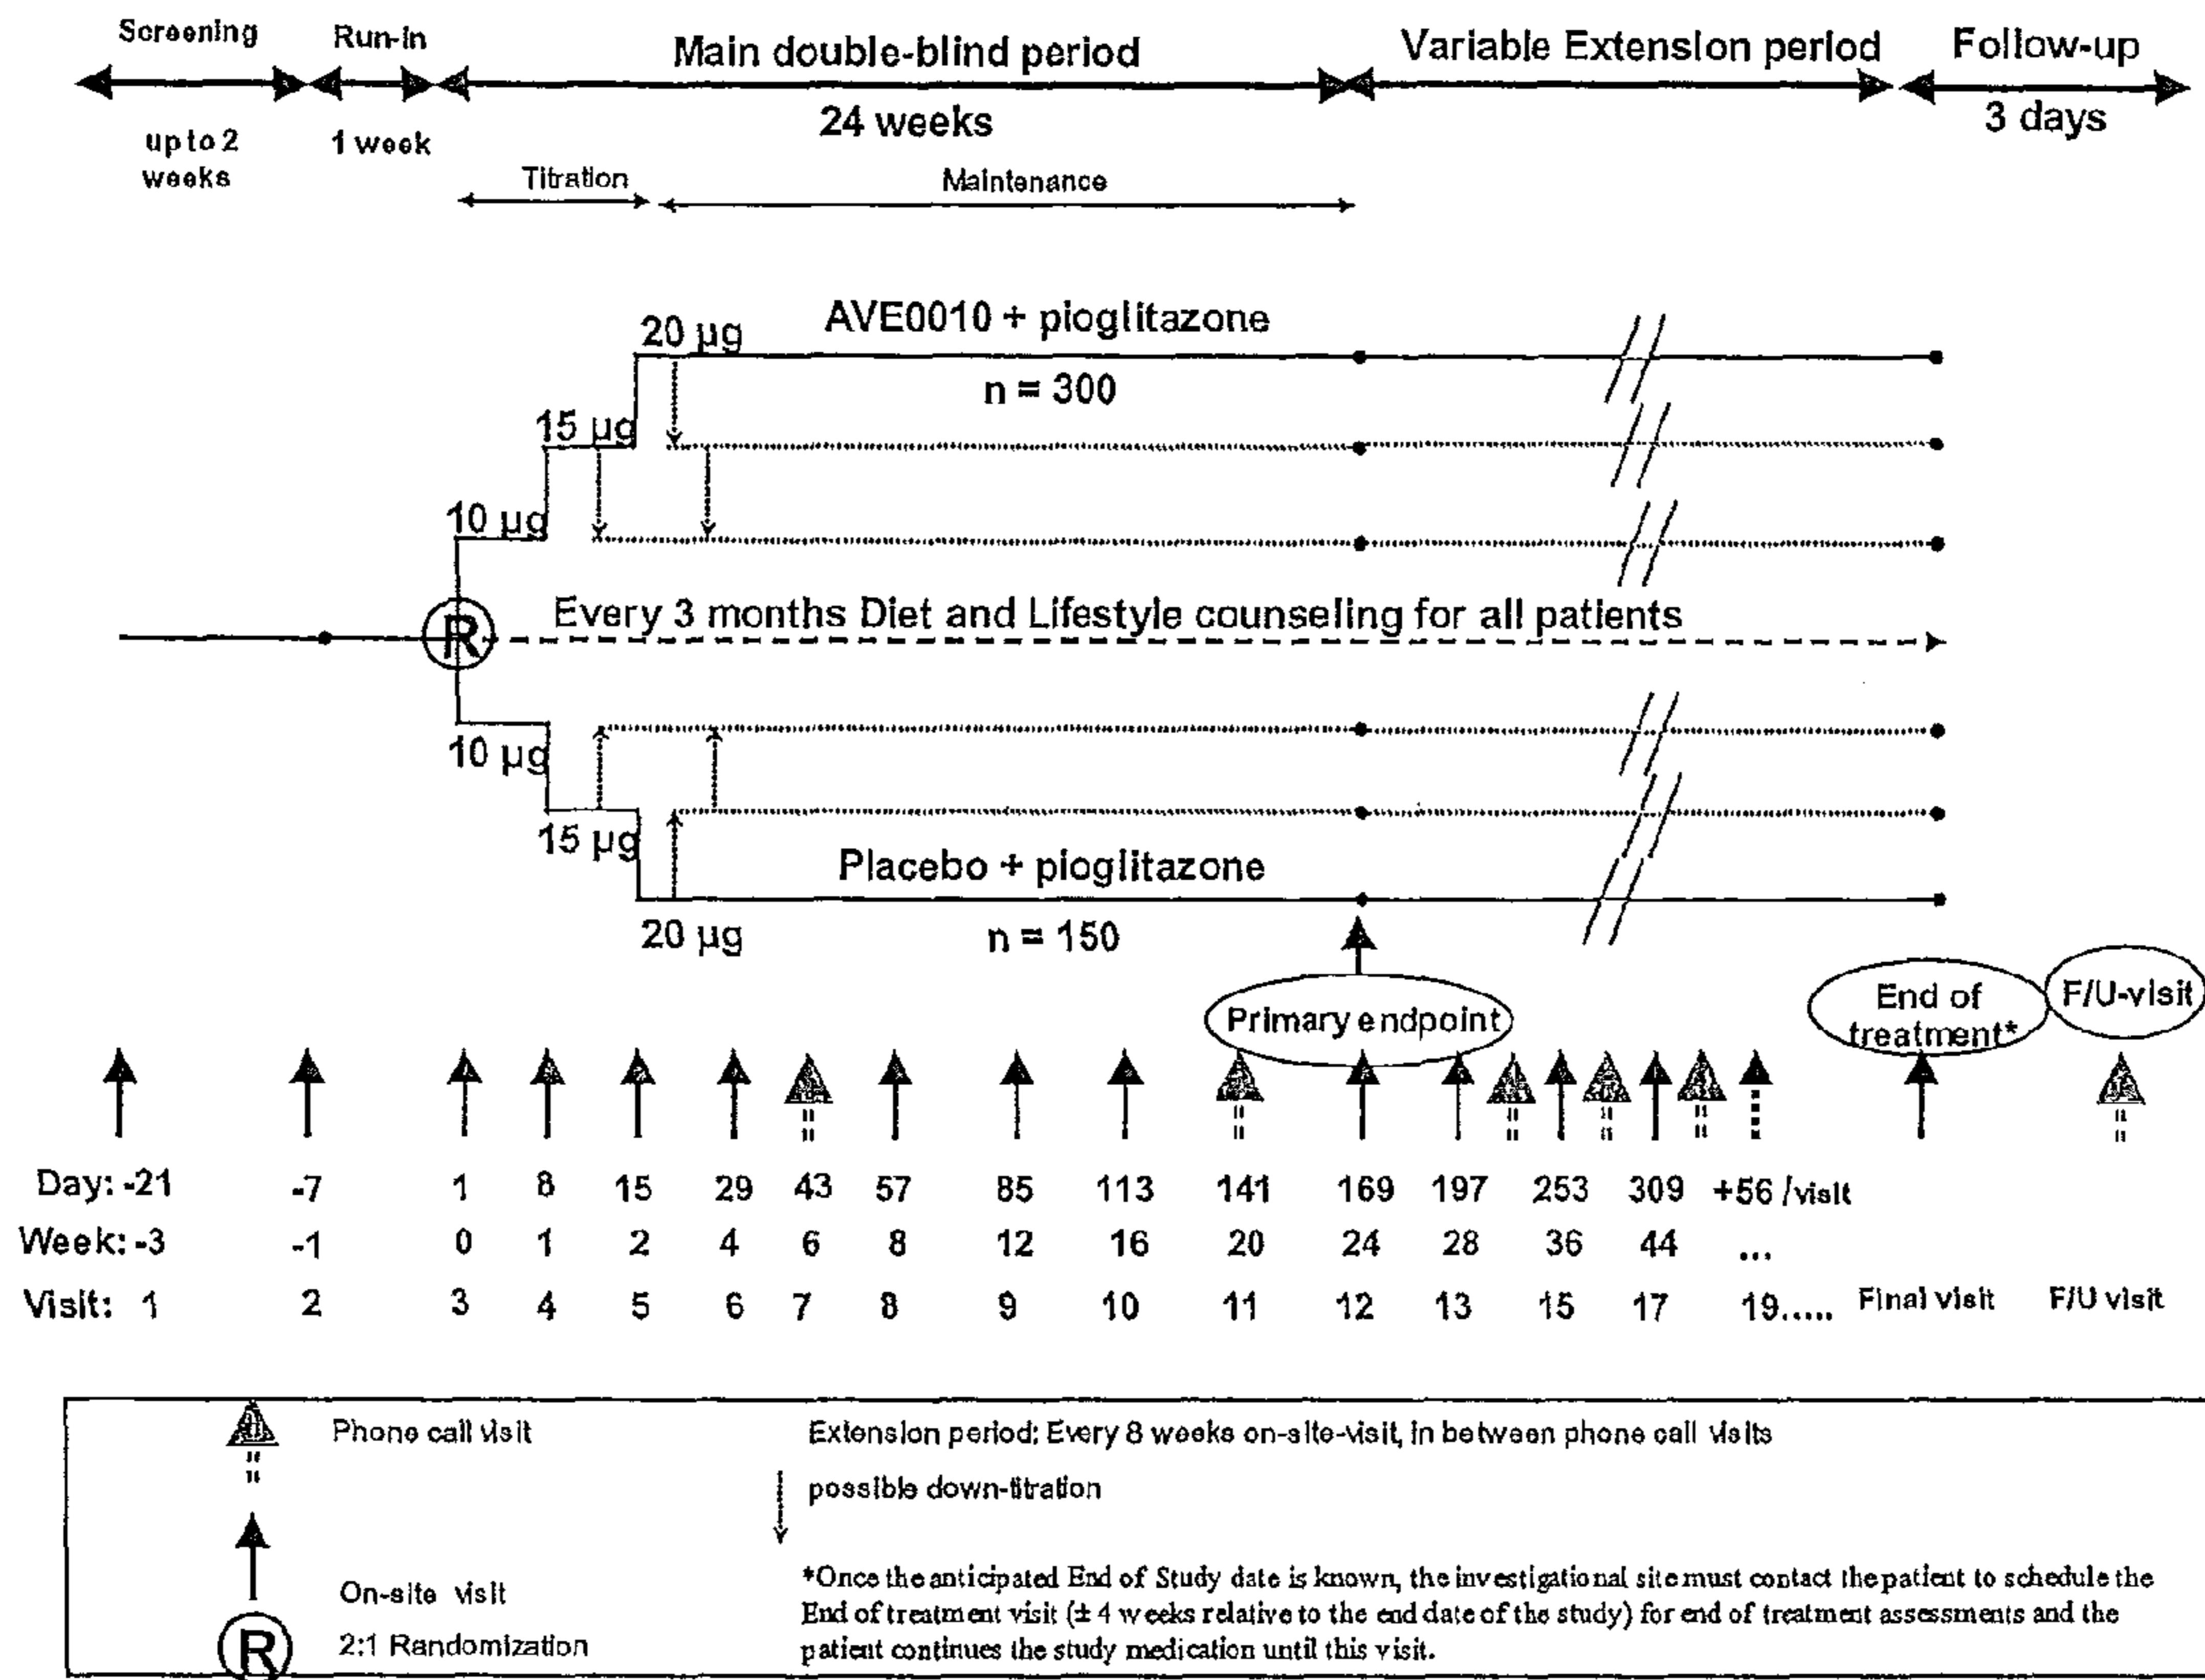 Screening Run-in Main double-blind period Variable Extension period Follow-up
up to 2 weeks 1 week 24 weeks 3 days
Titration Maintenance
20 µg AVE0010 + pioglitazone
n = 300
15 µg
10 µg
R Every 3 months Diet and Lifestyle counseling for all patients
10 µg
15 µg
Placebo + pioglitazone
20 µg n = 150
Primary endpoint
End of treatment*
F/U-visit
Day: -21 -7 1 8 15 29 43 57 85 113 141 169 197 253 309 +56 /visit
Week: -3 -1 0 1 2 4 6 8 12 16 20 24 28 36 44 ...
Visit: 1 2 3 4 5 6 7 8 9 10 11 12 13 15 17 19..... Final visit F/U visit
Phone call visit
Extension period: Every 8 weeks on-site-visit, in between phone call visits
possible down-titration
On-site visit
R 2:1 Randomization
*Once the anticipated End of Study date is known, the investigational site must contact the patient to schedule the
End of treatment visit (± 4 weeks relative to the end date of the study) for end of treatment assessments and the
patient continues the study medication until this visit.